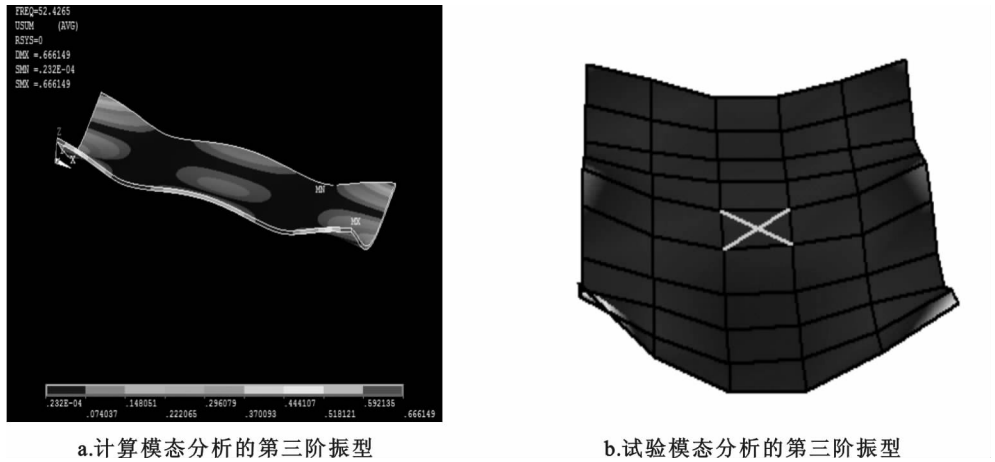 FREQ=52.4265
USUM (AVG)
RSYS=0
DMX =.666149
SMN =.232E-04
SMX =.666149
Z
X
MN
MX
.232E-04 .148051 .296079 .444107 .592135
.074037 .222065 .370093 .518121 .666149
a.计算模态分析的第三阶振型
b.试验模态分析的第三阶振型